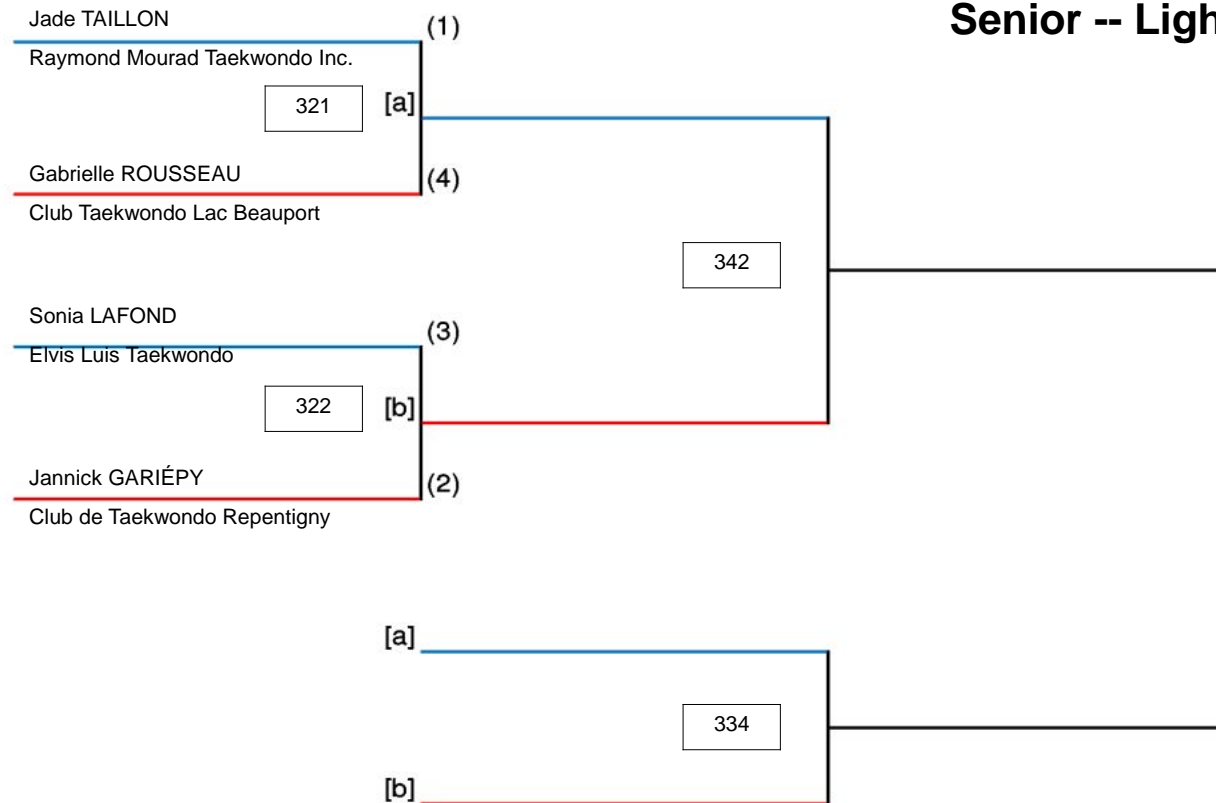 Senior -- Ligh
Jade TAILLON
(1)
Raymond Mourad Taekwondo Inc.
321
[a]
Gabrielle ROUSSEAU
(4)
Club Taekwondo Lac Beauport
342
Sonia LAFOND
(3)
Elvis Luis Taekwondo
322
[b]
Jannick GARIÉPY
(2)
Club de Taekwondo Repentigny
[a]
334
[b]